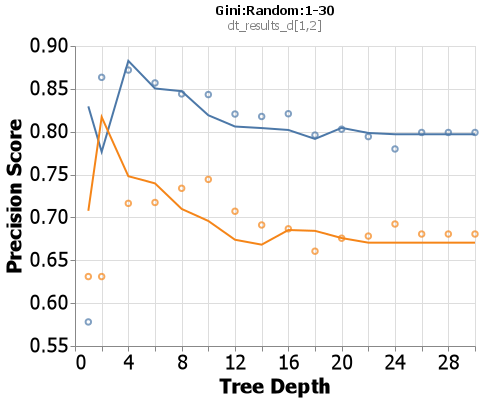 Gini:Random:1-30
dt_results_d[1,2]
0.90
0.85
0.80
0.75
0.70
0.65
0.60
0.55
Precision Score
0 4 8 12 16 20 24 28
Tree Depth